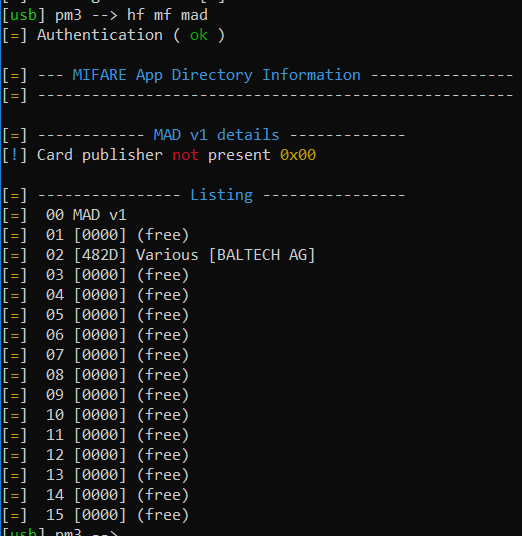 [usb] pm3 --> hf mf mad
[=] Authentication ( ok )
[=] --- MIFARE App Directory Information ----------------
[=] -----------------------------------------------------
[=] ------------ MAD v1 details -------------
[!] Card publisher not present 0x00
[=] ---------------- Listing ----------------
[=]  00 MAD v1
[=]  01 [0000] (free)
[=]  02 [482D] Various [BALTECH AG]
[=]  03 [0000] (free)
[=]  04 [0000] (free)
[=]  05 [0000] (free)
[=]  06 [0000] (free)
[=]  07 [0000] (free)
[=]  08 [0000] (free)
[=]  09 [0000] (free)
[=]  10 [0000] (free)
[=]  11 [0000] (free)
[=]  12 [0000] (free)
[=]  13 [0000] (free)
[=]  14 [0000] (free)
[=]  15 [0000] (free)
[usb] pm3 -->